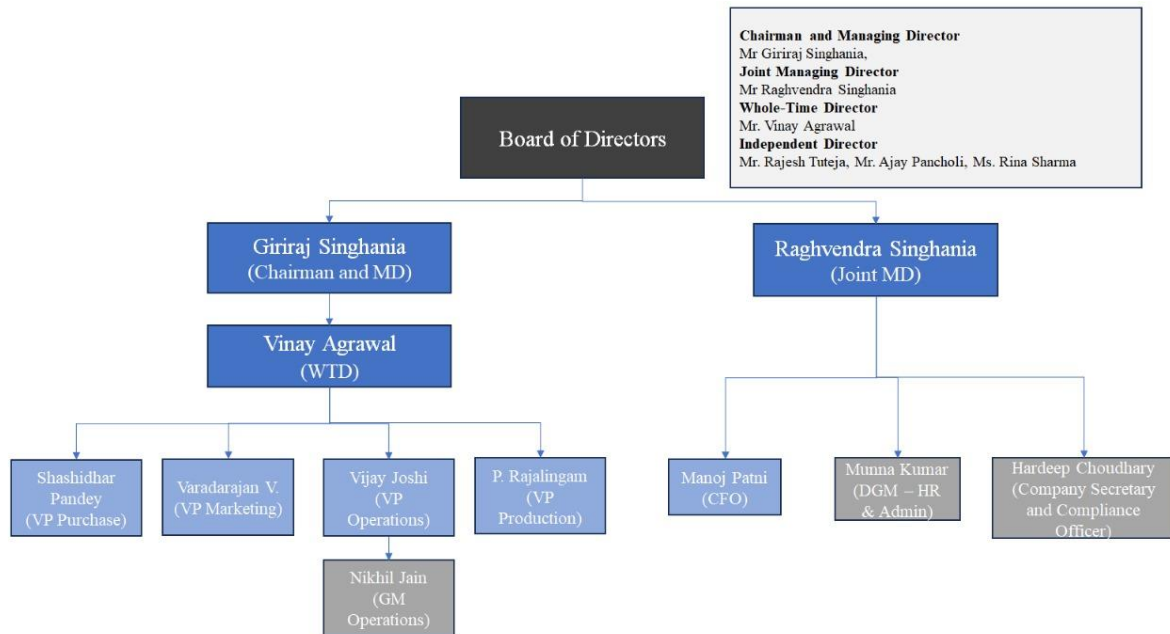 Chairman and Managing Director
Mr Giriraj Singhania,
Joint Managing Director
Mr Raghvendra Singhania
Whole-Time Director
Mr. Vinay Agrawal
Independent Director
Mr. Rajesh Tuteja, Mr. Ajay Pancholi, Ms. Rina Sharma
Board of Directors
Giriraj Singhania
(Chairman and MD)
Raghvendra Singhania
(Joint MD)
Vinay Agrawal
(WTD)
Shashidhar
Pandey
(VP Purchase)
Varadarajan V.
(VP Marketing)
Vijay Joshi
(VP
Operations)
P. Rajalingam
(VP
Production)
Manoj Patni
(CFO)
Munna Kumar
(DGM – HR
& Admin)
Hardeep Choudhary
(Company Secretary
and Compliance
Officer)
Nikhil Jain
(GM
Operations)